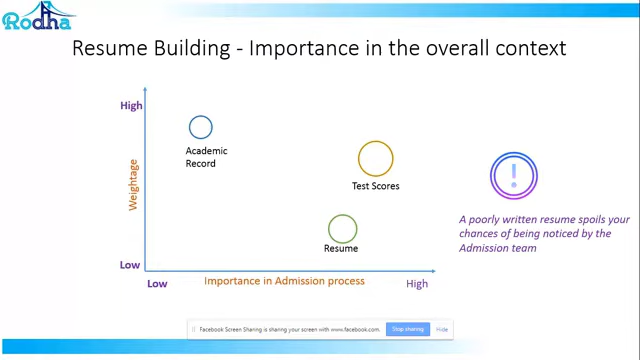 Rodha
Resume Building - Importance in the overall context
High
Academic
Record
Test Scores
Weightage
Resume
Low
Low
Importance in Admission process
High
!
A poorly written resume spoils your
chances of being noticed by the
Admission team
Facebook Screen Sharing is sharing your screen with www.facebook.com.
Stop sharing
Hide